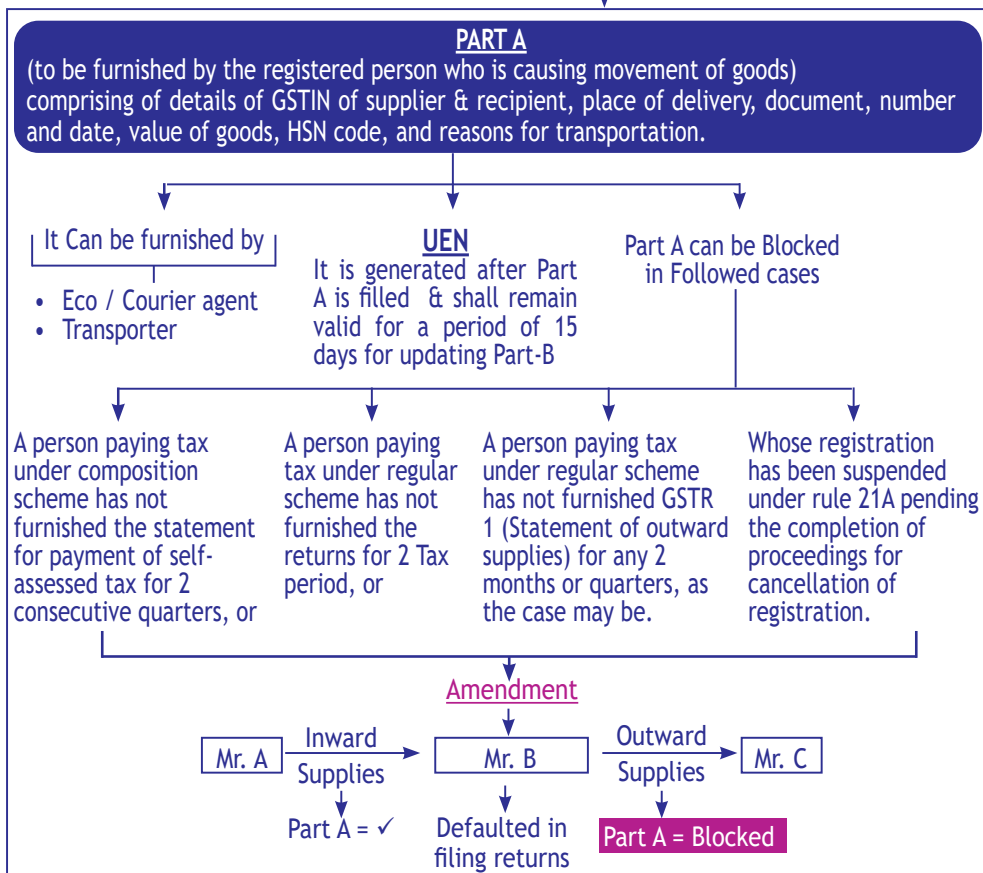 PART A
(to be furnished by the registered person who is causing movement of goods)
comprising of details of GSTIN of supplier & recipient, place of delivery, document, number
and date, value of goods, HSN code, and reasons for transportation.
It Can be furnished by
• Eco / Courier agent
• Transporter
UEN
It is generated after Part
A is filled & shall remain
valid for a period of 15
days for updating Part-B
Part A can be Blocked
in Followed cases
A person paying tax
under composition
scheme has not
furnished the statement
for payment of self-
assessed tax for 2
consecutive quarters, or
A person paying
tax under regular
scheme has not
furnished the
returns for 2 Tax
period, or
A person paying tax
under regular scheme
has not furnished GSTR
1 (Statement of outward
supplies) for any 2
months or quarters, as
the case may be.
Whose registration
has been suspended
under rule 21A pending
the completion of
proceedings for
cancellation of
registration.
Amendment
Mr. A
Inward
Supplies
Mr. B
Outward
Supplies
Mr. C
Part A = ✓
Defaulted in
filing returns
Part A = Blocked